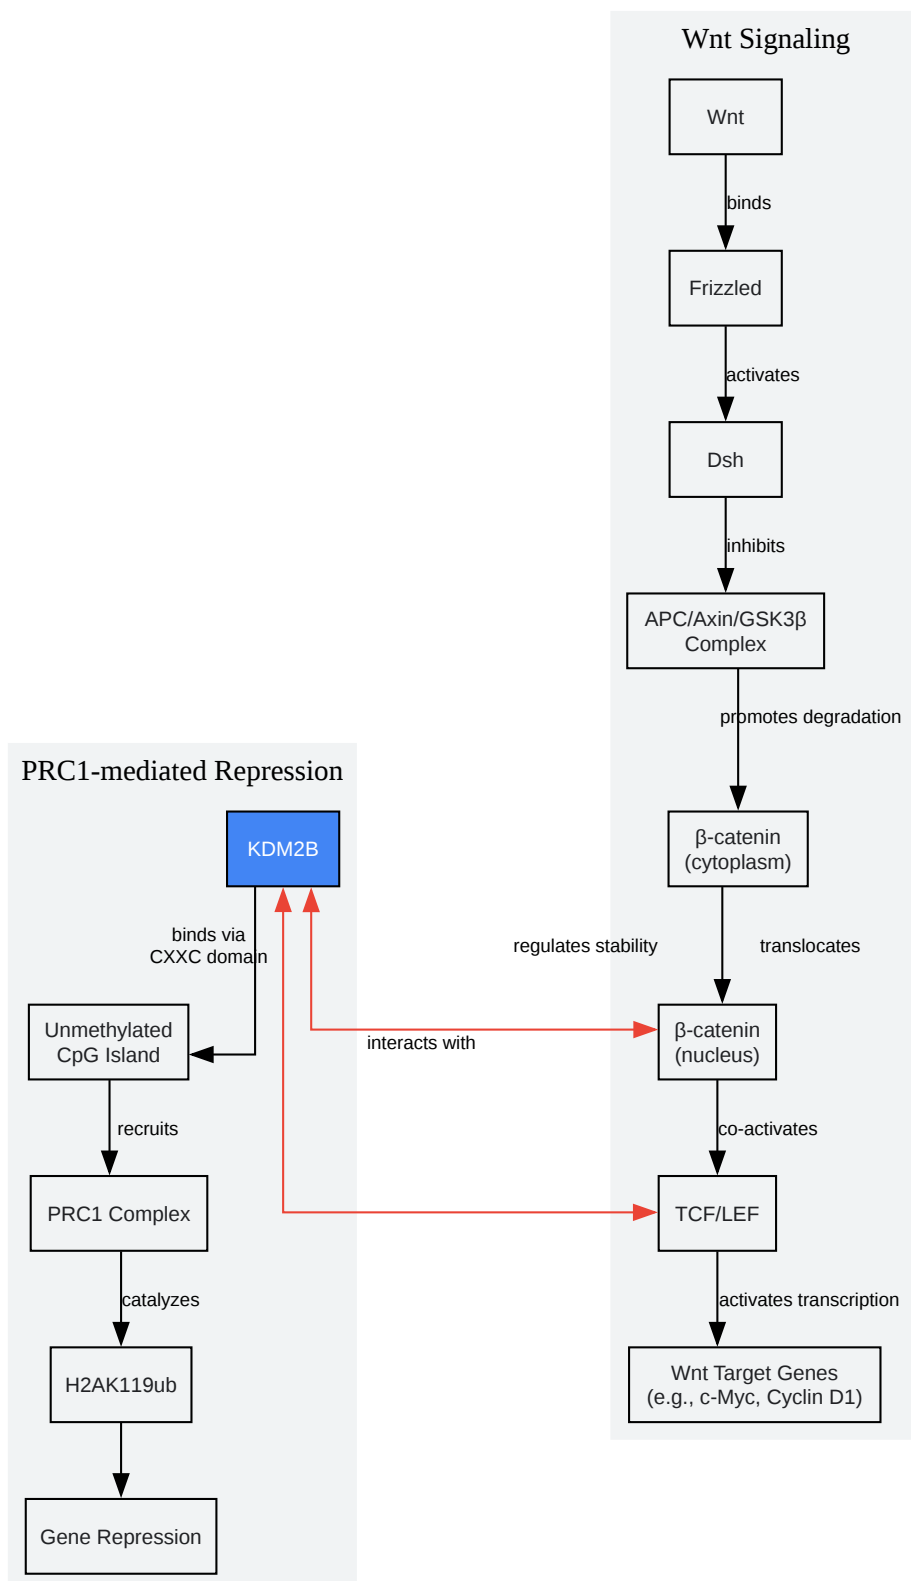 Wnt Signaling
Wnt
binds
Frizzled
activates
Dsh
inhibits
APC/Axin/GSK3β
Complex
promotes degradation
β-catenin
(cytoplasm)
regulates stability
translocates
β-catenin
(nucleus)
interacts with
co-activates
TCF/LEF
activates transcription
Wnt Target Genes
(e.g., c-Myc, Cyclin D1)
PRC1-mediated Repression
KDM2B
binds via
CXXC domain
Unmethylated
CpG Island
recruits
PRC1 Complex
catalyzes
H2AK119ub
Gene Repression